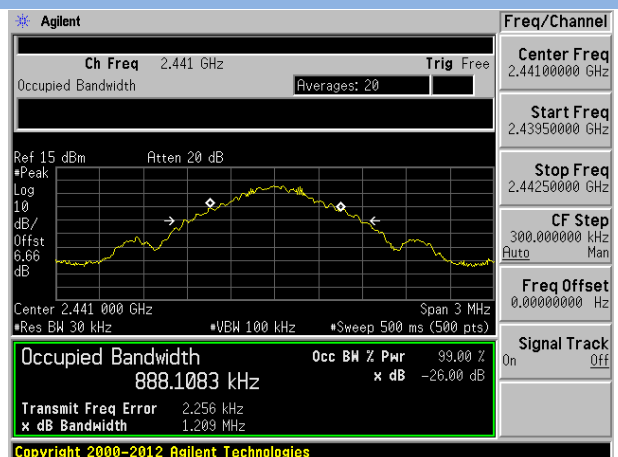 Agilent
Freq/Channel
Ch Freq 2.441 GHz Trig Free
Occupied Bandwidth Averages: 20
Center Freq
2.44100000 GHz
Start Freq
2.43950000 GHz
Stop Freq
2.44250000 GHz
CF Step
300.000000 kHz
Auto Man
Freq Offset
0.00000000 Hz
Signal Track
On Off
Ref 15 dBm Atten 20 dB
#Peak
Log
10
dB/
Offst
6.66
dB
Center 2.441 000 GHz Span 3 MHz
#Res BW 30 kHz #VBW 100 kHz #Sweep 500 ms (500 pts)
Occupied Bandwidth Occ BW % Pwr 99.00 %
888.1083 kHz x dB -26.00 dB
Transmit Freq Error 2.256 kHz
x dB Bandwidth 1.209 MHz
Copyright 2000-2012 Agilent Technologies